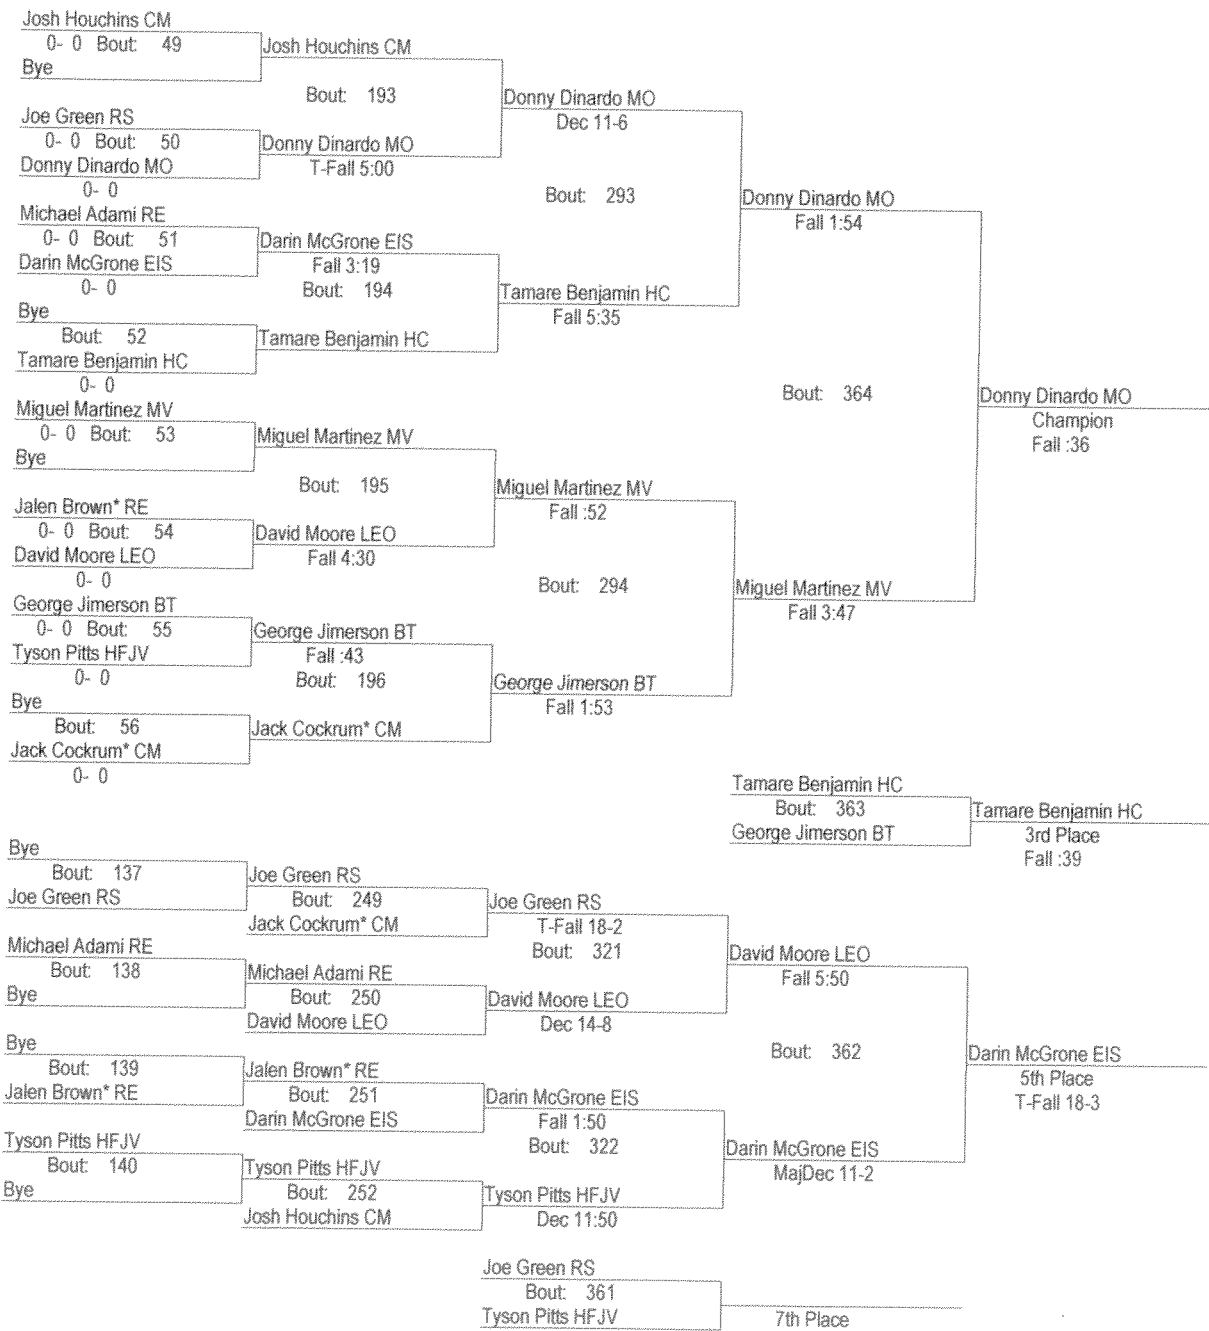 Josh Houchins CM
0- 0 Bout: 49
Bye
Josh Houchins CM
Bout: 193
Joe Green RS
0- 0 Bout: 50
Donny Dinardo MO
0- 0
Donny Dinardo MO
T-Fall 5:00
Donny Dinardo MO
Dec 11-6
Bout: 293
Michael Adami RE
0- 0 Bout: 51
Darin McGrone EIS
0- 0
Darin McGrone EIS
Fall 3:19
Bout: 194
Bye
Bout: 52
Tamare Benjamin HC
0- 0
Tamare Benjamin HC
Tamare Benjamin HC
Fall 5:35
Donny Dinardo MO
Fall 1:54
Bout: 364
Donny Dinardo MO
Champion
Fall :36
Miguel Martinez MV
0- 0 Bout: 53
Bye
Miguel Martinez MV
Bout: 195
Jalen Brown* RE
0- 0 Bout: 54
David Moore LEO
0- 0
David Moore LEO
Fall 4:30
Miguel Martinez MV
Fall :52
Bout: 294
George Jimerson BT
0- 0 Bout: 55
Tyson Pitts HFJV
0- 0
George Jimerson BT
Fall :43
Bout: 196
Bye
Bout: 56
Jack Cockrum* CM
0- 0
Jack Cockrum* CM
George Jimerson BT
Fall 1:53
Miguel Martinez MV
Fall 3:47
Tamare Benjamin HC
Bout: 363
George Jimerson BT
Tamare Benjamin HC
3rd Place
Fall :39
Bye
Bout: 137
Joe Green RS
Joe Green RS
Bout: 249
Jack Cockrum* CM
Joe Green RS
T-Fall 18-2
Bout: 321
Michael Adami RE
Bout: 138
Bye
Michael Adami RE
Bout: 250
David Moore LEO
David Moore LEO
Dec 14-8
David Moore LEO
Fall 5:50
Bout: 362
Bye
Bout: 139
Jalen Brown* RE
Jalen Brown* RE
Bout: 251
Darin McGrone EIS
Darin McGrone EIS
Fall 1:50
Bout: 322
Tyson Pitts HFJV
Bout: 140
Bye
Tyson Pitts HFJV
Bout: 252
Josh Houchins CM
Tyson Pitts HFJV
Dec 11:50
Darin McGrone EIS
MajDec 11-2
Darin McGrone EIS
5th Place
T-Fall 18-3
Joe Green RS
Bout: 361
Tyson Pitts HFJV
7th Place